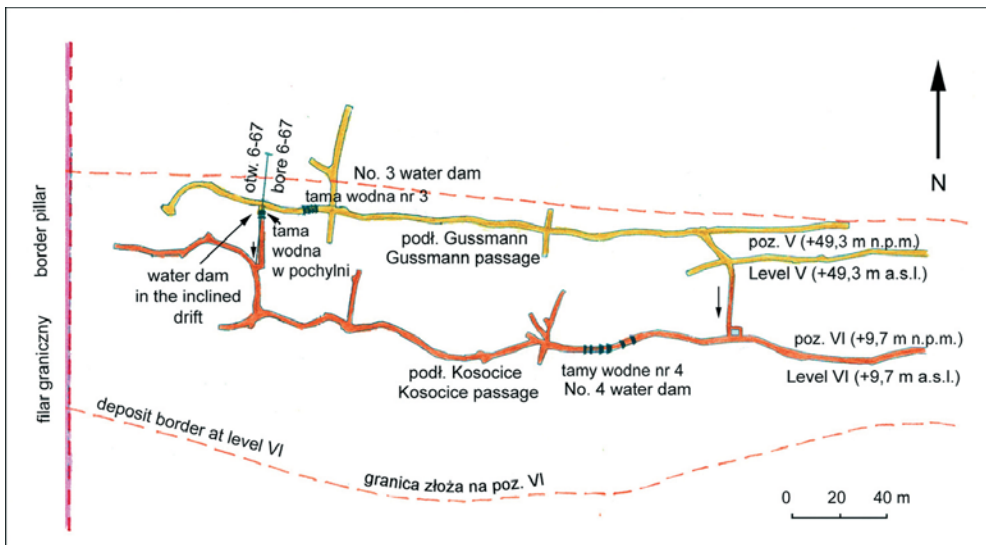 otw. 6-67
bore 6-67
No. 3 water dam
tama wodna nr 3
N
border pillar
filar graniczny
tama
wodna
w pochylni
water dam
in the inclined
drift
podł. Gussmann
Gussmann passage
poz. V (+49,3 m n.p.m.)
Level V (+49,3 m a.s.l.)
poz. VI (+9,7 m n.p.m.)
Level VI (+9,7 m a.s.l.)
podł. Kosocice
Kosocice passage
tamy wodne nr 4
No. 4 water dam
deposit border at level VI
granica złoża na poz. VI
0 20 40 m